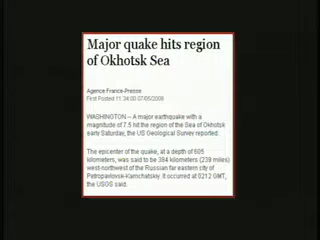 Major quake hits region
of Okhotsk Sea
Agence France-Presse
First Posted 11:34:00 07/05/2008
WASHINGTON -- A major earthquake with a
magnitude of 7.5 hit the region of the Sea of Okhotsk
early Saturday, the US Geological Survey reported.
The epicenter of the quake, at a depth of 605
kilometers, was said to be 384 kilometers (239 miles)
west-northwest of the Russian far eastern city of
Petropavlovsk-Kamchatsky. It occurred at 0212 GMT,
the USGS said.